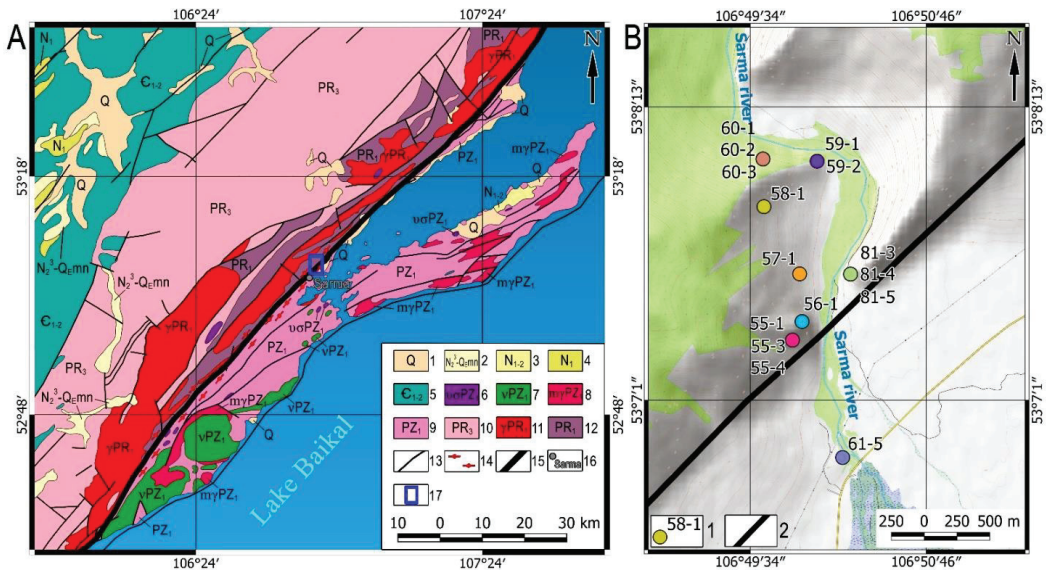 A
106°24′
107°24′
N₁
Q
Є₁₋₂
N
PR₁
γPR₁
PR₃
Q
Q
N₁
Q
Q
PR₁
γPR₁
PZ₁
mγPZ₁
Q
53°18′
53°18′
PR₃
N₁₋₂
Q
N₂³-QEmn
PR₁
υσPZ₁
Q
Sarma
PZ₁
mγPZ₁
Є₁₋₂
N₂³-QEmn
γPR₁
υσPZ₁
mγPZ₁
νPZ₁
PR₃
PZ₁
N₂³-QEmn
mγPZ₁
νPZ₁
52°48′
52°48′
γPR₁
νPZ₁
Q
νPZ₁
mγPZ₁
PZ₁
Lake Baikal
Q 1 N₂³-QEmn 2 N₁₋₂ 3 N₁ 4
Є₁₋₂ 5 υσPZ₁ 6 νPZ₁ 7 mγPZ₁ 8
PZ₁ 9 PR₃ 10 γPR₁ 11 PR₁ 12
13 14 15 Sarma 16
17
10 0 10 20 30 km
106°24′
107°24′
B
106°49′34″
106°50′46″
Sarma river
N
53°8′13″
53°8′13″
60-1
60-2
60-3
59-1
59-2
58-1
57-1
81-3
81-4
81-5
56-1
55-1
55-3
55-4
Sarma river
53°7′1″
53°7′1″
61-5
58-1 1 2
250 0 250 500 m
106°49′34″
106°50′46″